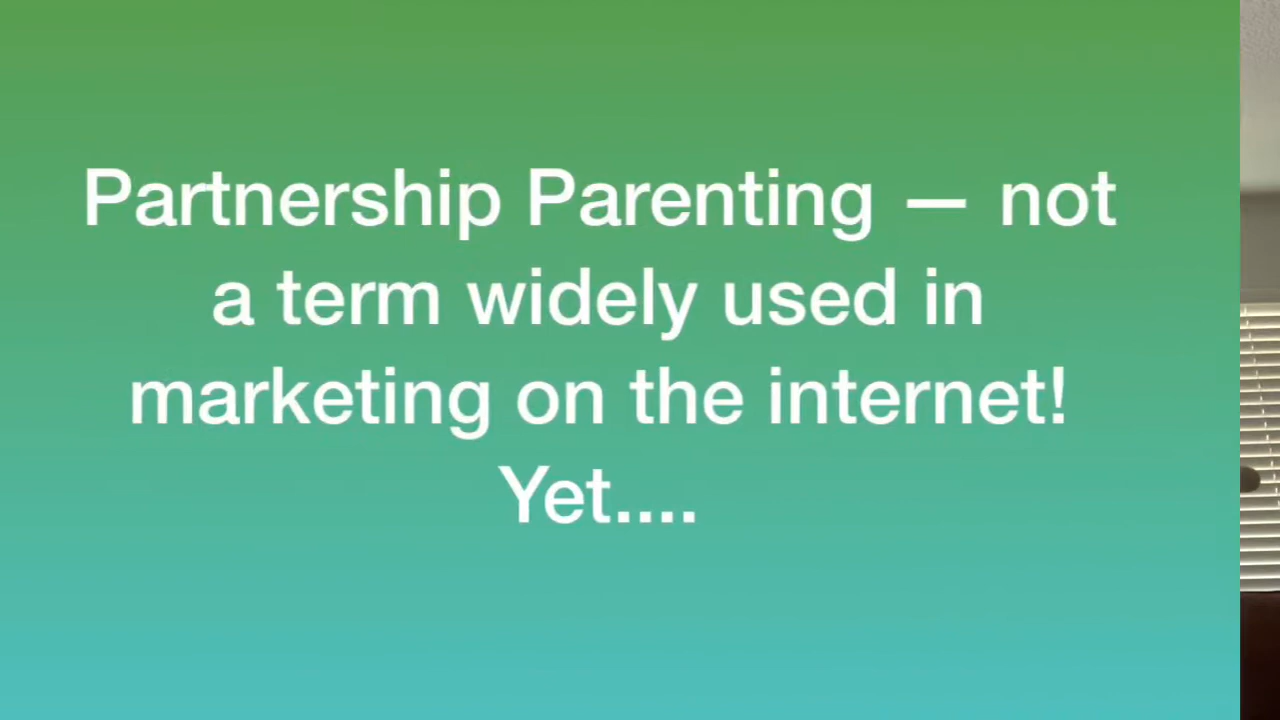 Partnership Parenting — not
a term widely used in
marketing on the internet!
Yet....